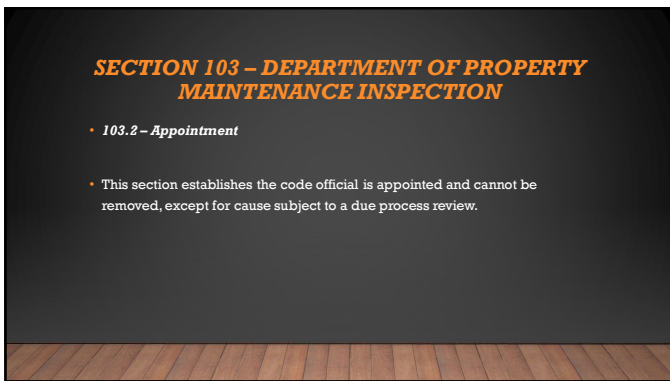 SECTION 103 – DEPARTMENT OF PROPERTY
MAINTENANCE INSPECTION
• 103.2 – Appointment
• This section establishes the code official is appointed and cannot be
removed, except for cause subject to a due process review.